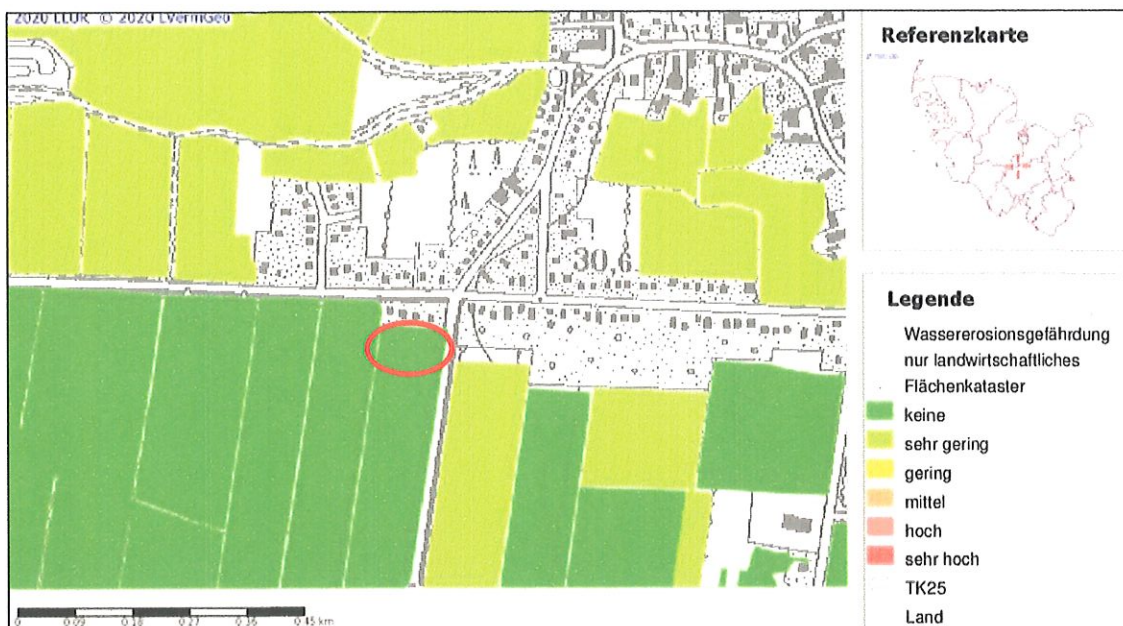 2020 LLUR © 2020 LVermGeo
30,6
0 0.09 0.18 0.27 0.36 0.45 km
Referenzkarte
Legende
Wassererosionsgefährdung
nur landwirtschaftliches
Flächenkataster
keine
sehr gering
gering
mittel
hoch
sehr hoch
TK25
Land